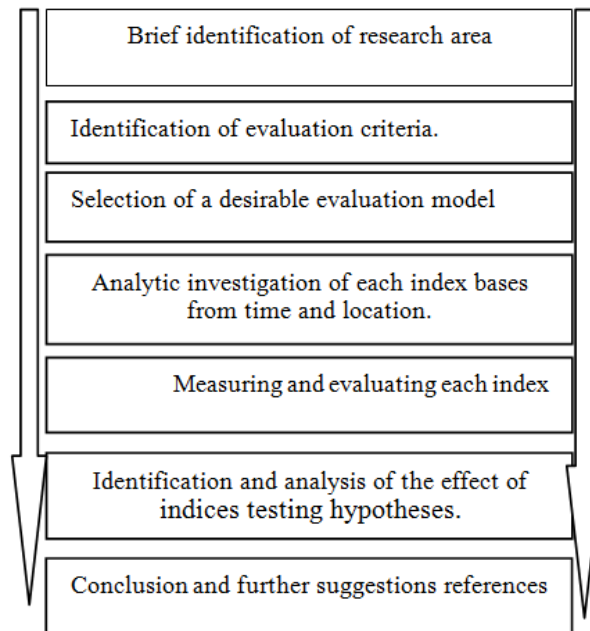 Brief identification of research area
Identification of evaluation criteria.
Selection of a desirable evaluation model
Analytic investigation of each index bases
from time and location.
Measuring and evaluating each index
Identification and analysis of the effect of
indices testing hypotheses.
Conclusion and further suggestions references